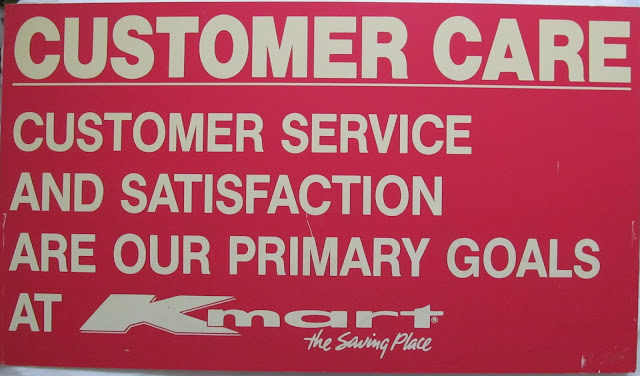 CUSTOMER CARE
CUSTOMER SERVICE
AND SATISFACTION
ARE OUR PRIMARY GOALS
AT Kmart®
the Saving Place